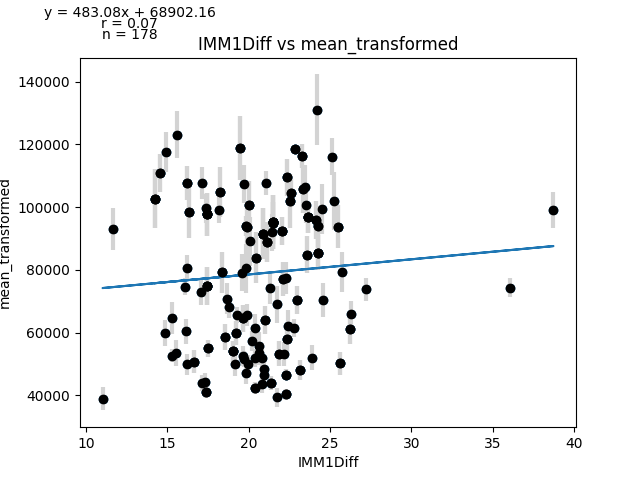 y = 483.08x + 68902.16
r = 0.07
n = 178
IMM1Diff vs mean_transformed
140000
120000
100000
80000
60000
40000
mean_transformed
10 15 20 25 30 35 40
IMM1Diff